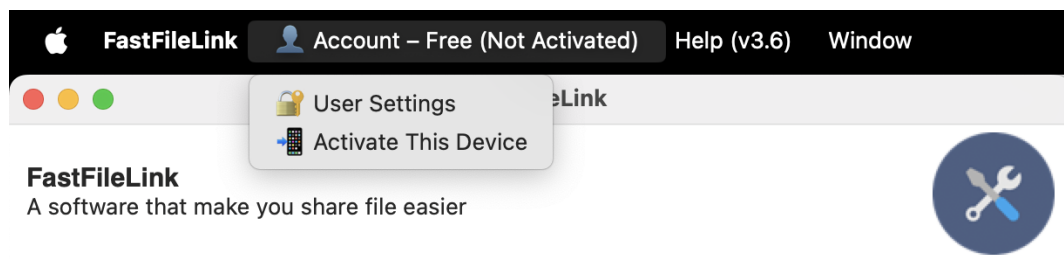 FastFileLink Account – Free (Not Activated) Help (v3.6) Window
eLink
User Settings
Activate This Device
FastFileLink
A software that make you share file easier